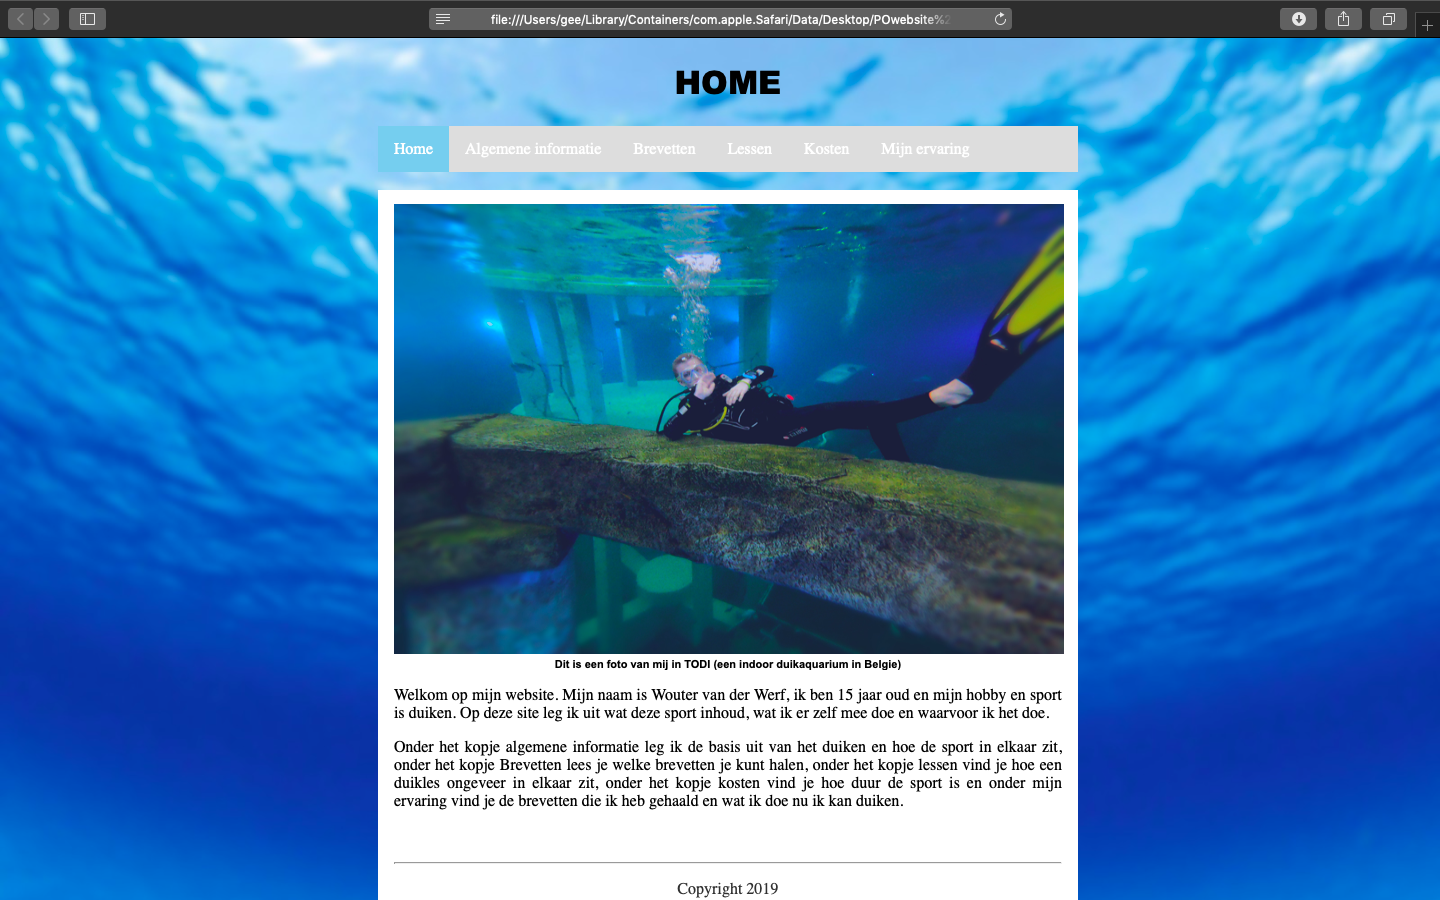 file:///Users/gee/Library/Containers/com.apple.Safari/Data/Desktop/POwebsite%2
HOME
Home Algemene informatie Brevetten Lessen Kosten Mijn ervaring
Dit is een foto van mij in TODI (een indoor duikaquarium in Belgie)
Welkom op mijn website. Mijn naam is Wouter van der Werf, ik ben 15 jaar oud en mijn hobby en sport
is duiken. Op deze site leg ik uit wat deze sport inhoud, wat ik er zelf mee doe en waarvoor ik het doe.
Onder het kopje algemene informatie leg ik de basis uit van het duiken en hoe de sport in elkaar zit,
onder het kopje Brevetten lees je welke brevetten je kunt halen, onder het kopje lessen vind je hoe een
duikles ongeveer in elkaar zit, onder het kopje kosten vind je hoe duur de sport is en onder mijn
ervaring vind je de brevetten die ik heb gehaald en wat ik doe nu ik kan duiken.
Copyright 2019